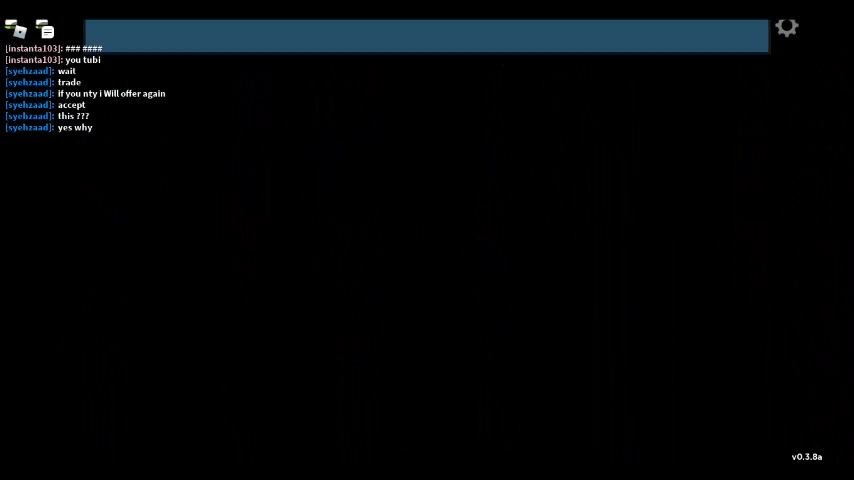 [instanta103]: ### ####
[instanta103]: you tubi
[syehzaad]: wait
[syehzaad]: trade
[syehzaad]: if you nty i Will offer again
[syehzaad]: accept
[syehzaad]: this ???
[syehzaad]: yes why
v0.3.8a